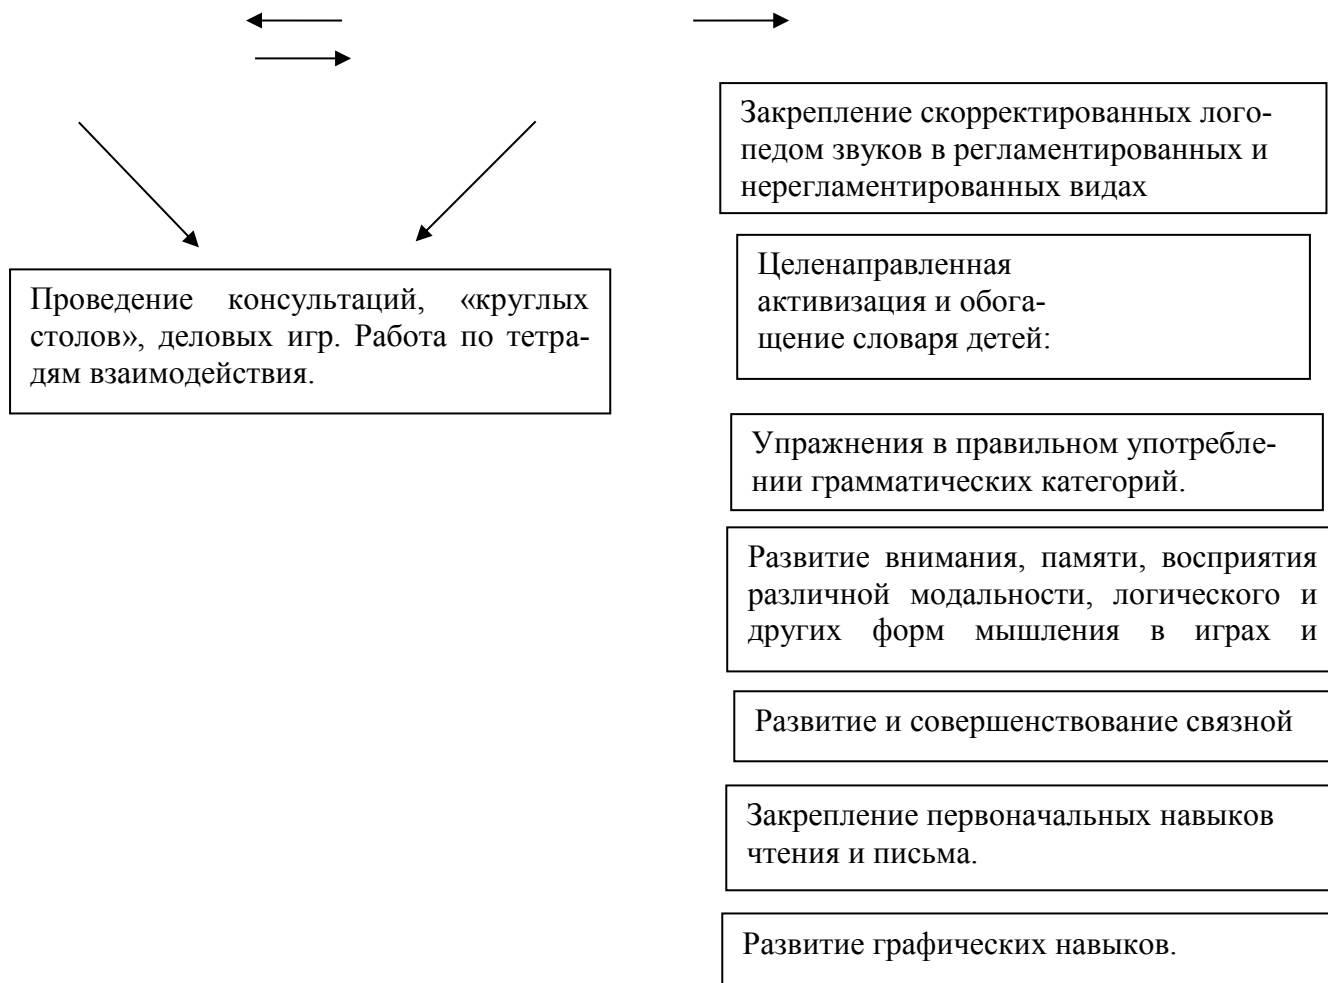 Закрепление скорректированных лого-
педом звуков в регламентированных и
нерегламентированных видах
Целенаправленная
активизация и обога-
щение словаря детей:
Проведение консультаций, «круглых
столов», деловых игр. Работа по тетра-
дям взаимодействия.
Упражнения в правильном употребле-
нии грамматических категорий.
Развитие внимания, памяти, восприятия
различной модальности, логического и
других форм мышления в играх и
Развитие и совершенствование связной
Закрепление первоначальных навыков
чтения и письма.
Развитие графических навыков.